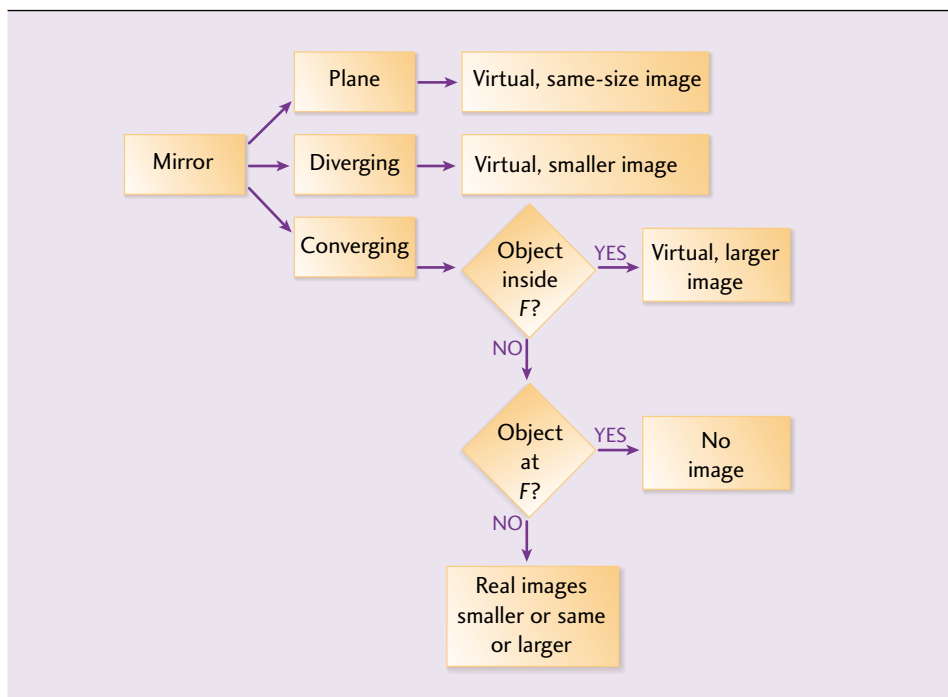 Plane
Virtual, same-size image
Mirror
Diverging
Virtual, smaller image
Converging
Object
inside
F?
YES
Virtual, larger
image
NO
Object
at
F?
YES
No
image
NO
Real images
smaller or same
or larger